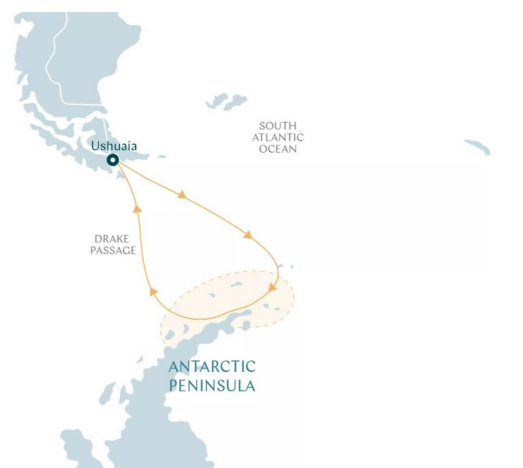 Ushuaia
SOUTH
ATLANTIC
OCEAN
DRAKE
PASSAGE
ANTARCTIC
PENINSULA